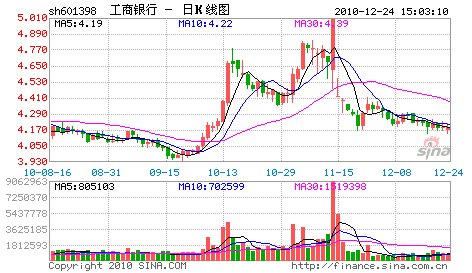 sh601398 工商银行 - 日K线图 2010-12-24 15:03:10
MA5:4.19 MA10:4.22 MA30:4.39
5.010
4.890
4.770
4.650
4.530
4.410
4.290
4.170
4.050
3.930
10-08-16 08-31 09-15 10-13 10-29 11-15 12-08 12-24
9062963 MA5:805103 MA10:702599 MA30:1519398
7250370
5437778
3625185
1812593
Copyright 2010 SINA.COM http://finance.sina.com.cn
sina